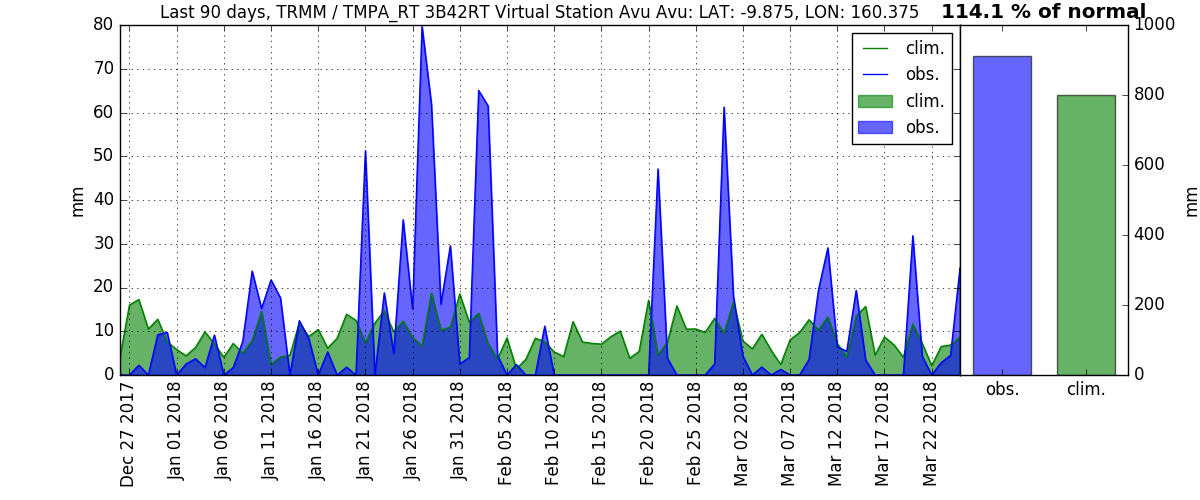 Last 90 days, TRMM / TMPA_RT 3B42RT Virtual Station Avu Avu: LAT: -9.875, LON: 160.375
114.1 % of normal
80
70
60
50
40
30
20
10
0
mm
clim.
obs.
clim.
obs.
1000
800
600
400
200
0
mm
obs.
clim.
Dec 27 2017
Jan 01 2018
Jan 06 2018
Jan 11 2018
Jan 16 2018
Jan 21 2018
Jan 26 2018
Jan 31 2018
Feb 05 2018
Feb 10 2018
Feb 15 2018
Feb 20 2018
Feb 25 2018
Mar 02 2018
Mar 07 2018
Mar 12 2018
Mar 17 2018
Mar 22 2018